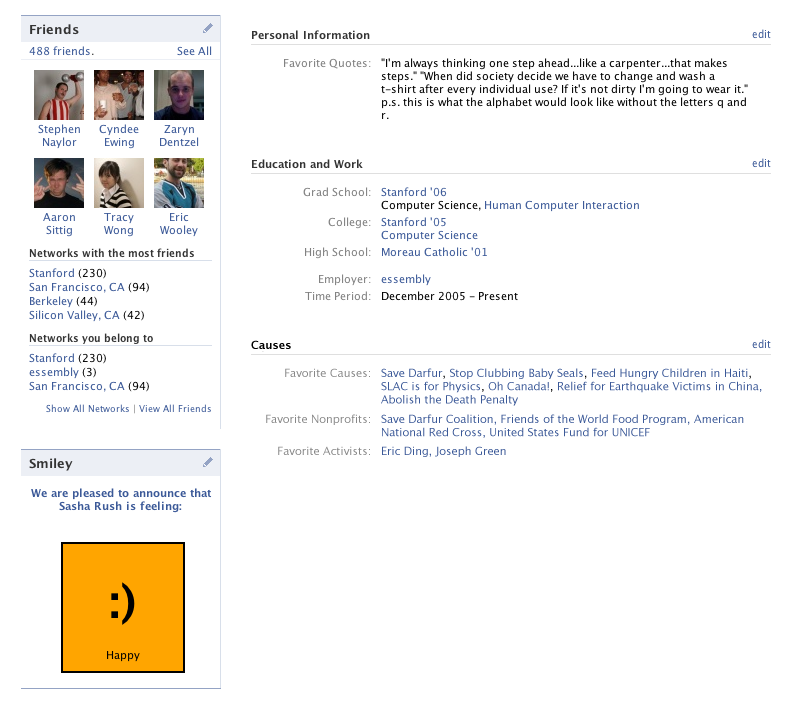 Friends
488 friends. See All
Stephen Naylor
Cyndee Ewing
Zaryn Dentzel
Aaron Sittig
Tracy Wong
Eric Wooley
Networks with the most friends
Stanford (230)
San Francisco, CA (94)
Berkeley (44)
Silicon Valley, CA (42)
Networks you belong to
Stanford (230)
essembly (3)
San Francisco, CA (94)
Show All Networks | View All Friends
Smiley
We are pleased to announce that
Sasha Rush is feeling:
:)
Happy
Personal Information edit
Favorite Quotes: "I'm always thinking one step ahead...like a carpenter...that makes
steps." "When did society decide we have to change and wash a
t-shirt after every individual use? If it's not dirty I'm going to wear it."
p.s. this is what the alphabet would look like without the letters q and
r.
Education and Work edit
Grad School: Stanford '06
Computer Science, Human Computer Interaction
College: Stanford '05
Computer Science
High School: Moreau Catholic '01
Employer: essembly
Time Period: December 2005 – Present
Causes edit
Favorite Causes: Save Darfur, Stop Clubbing Baby Seals, Feed Hungry Children in Haiti,
SLAC is for Physics, Oh Canada!, Relief for Earthquake Victims in China,
Abolish the Death Penalty
Favorite Nonprofits: Save Darfur Coalition, Friends of the World Food Program, American
National Red Cross, United States Fund for UNICEF
Favorite Activists: Eric Ding, Joseph Green